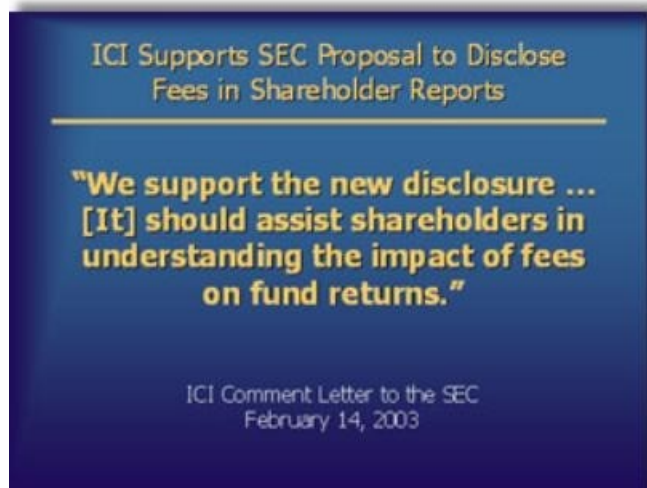 ICI Supports SEC Proposal to Disclose
Fees in Shareholder Reports
“We support the new disclosure ...
[It] should assist shareholders in
understanding the impact of fees
on fund returns.”
ICI Comment Letter to the SEC
February 14, 2003